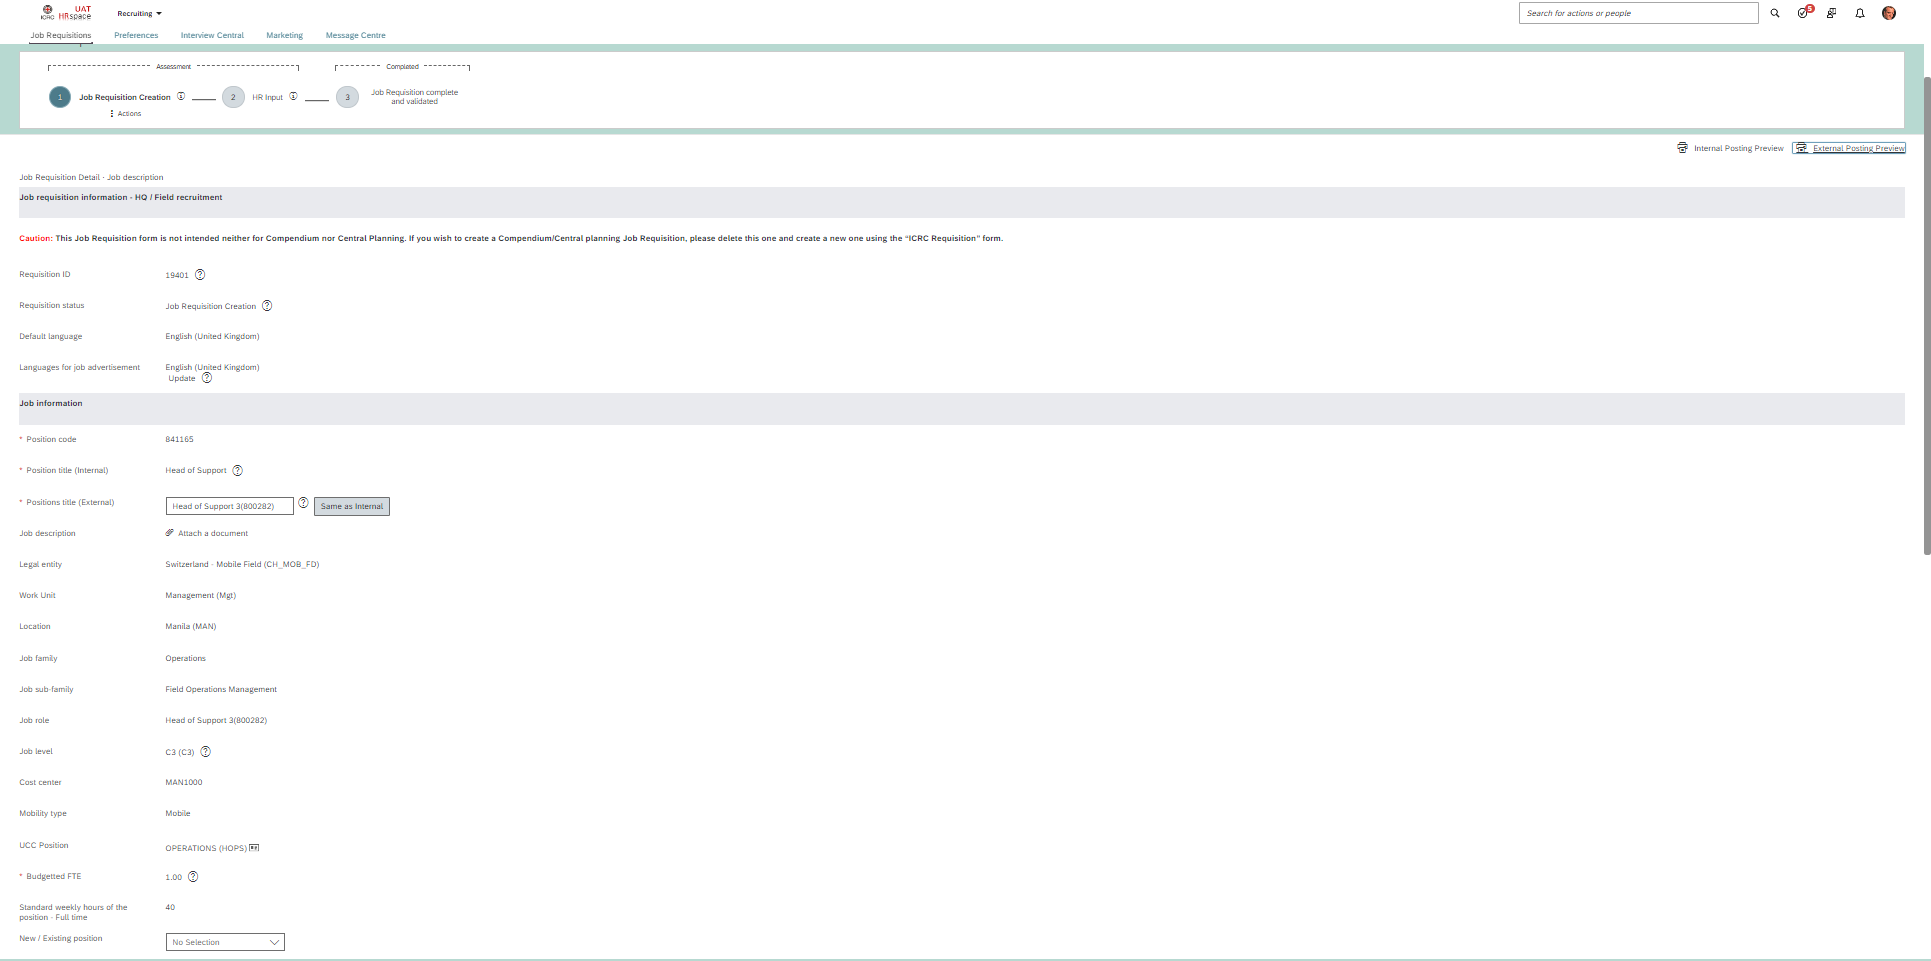 UAT
ICRC HRspace
Recruiting
Search for actions or people
5
Job Requisitions
Preferences
Interview Central
Marketing
Message Centre
Assessment
Completed
1
Job Requisition Creation
2
HR Input
3
Job Requisition complete
and validated
Actions
Internal Posting Preview
External Posting Preview
Job Requisition Detail - Job description
Job requisition information - HQ / Field recruitment
Caution: This Job Requisition form is not intended neither for Compendium nor Central Planning. If you wish to create a Compendium/Central planning Job Requisition, please delete this one and create a new one using the "ICRC Requisition" form.
Requisition ID
19401
Requisition status
Job Requisition Creation
Default language
English (United Kingdom)
Languages for job advertisement
English (United Kingdom)
Update
Job information
* Position code
841165
* Position title (Internal)
Head of Support
* Positions title (External)
Head of Support 3(800282)
Same as Internal
Job description
Attach a document
Legal entity
Switzerland - Mobile Field (CH_MOB_FD)
Work Unit
Management (Mgt)
Location
Manila (MAN)
Job family
Operations
Job sub-family
Field Operations Management
Job role
Head of Support 3(800282)
Job level
C3 (C3)
Cost center
MAN1000
Mobility type
Mobile
UCC Position
OPERATIONS (HOPS)
* Budgetted FTE
1.00
Standard weekly hours of the
position - Full time
40
New / Existing position
No Selection